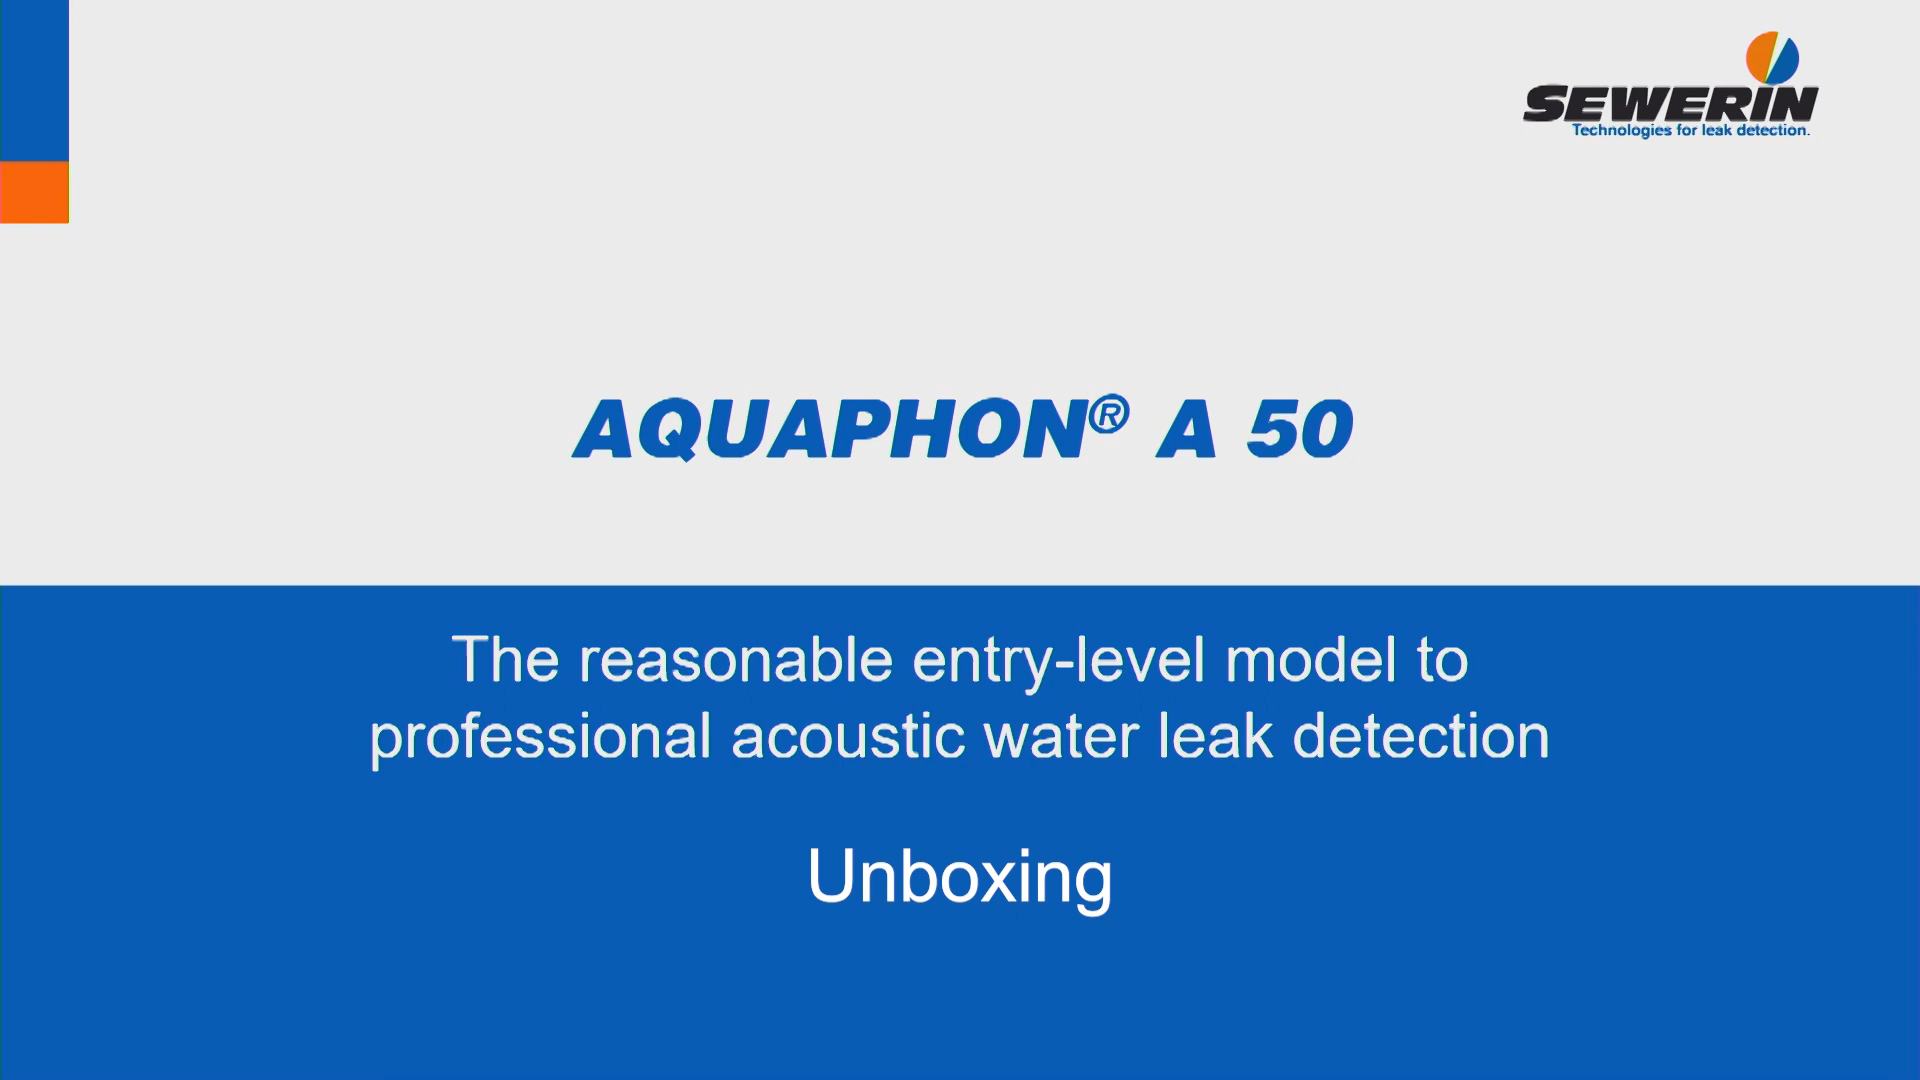 SEWERIN
Technologies for leak detection.
AQUAPHON® A 50
The reasonable entry-level model to
professional acoustic water leak detection
Unboxing